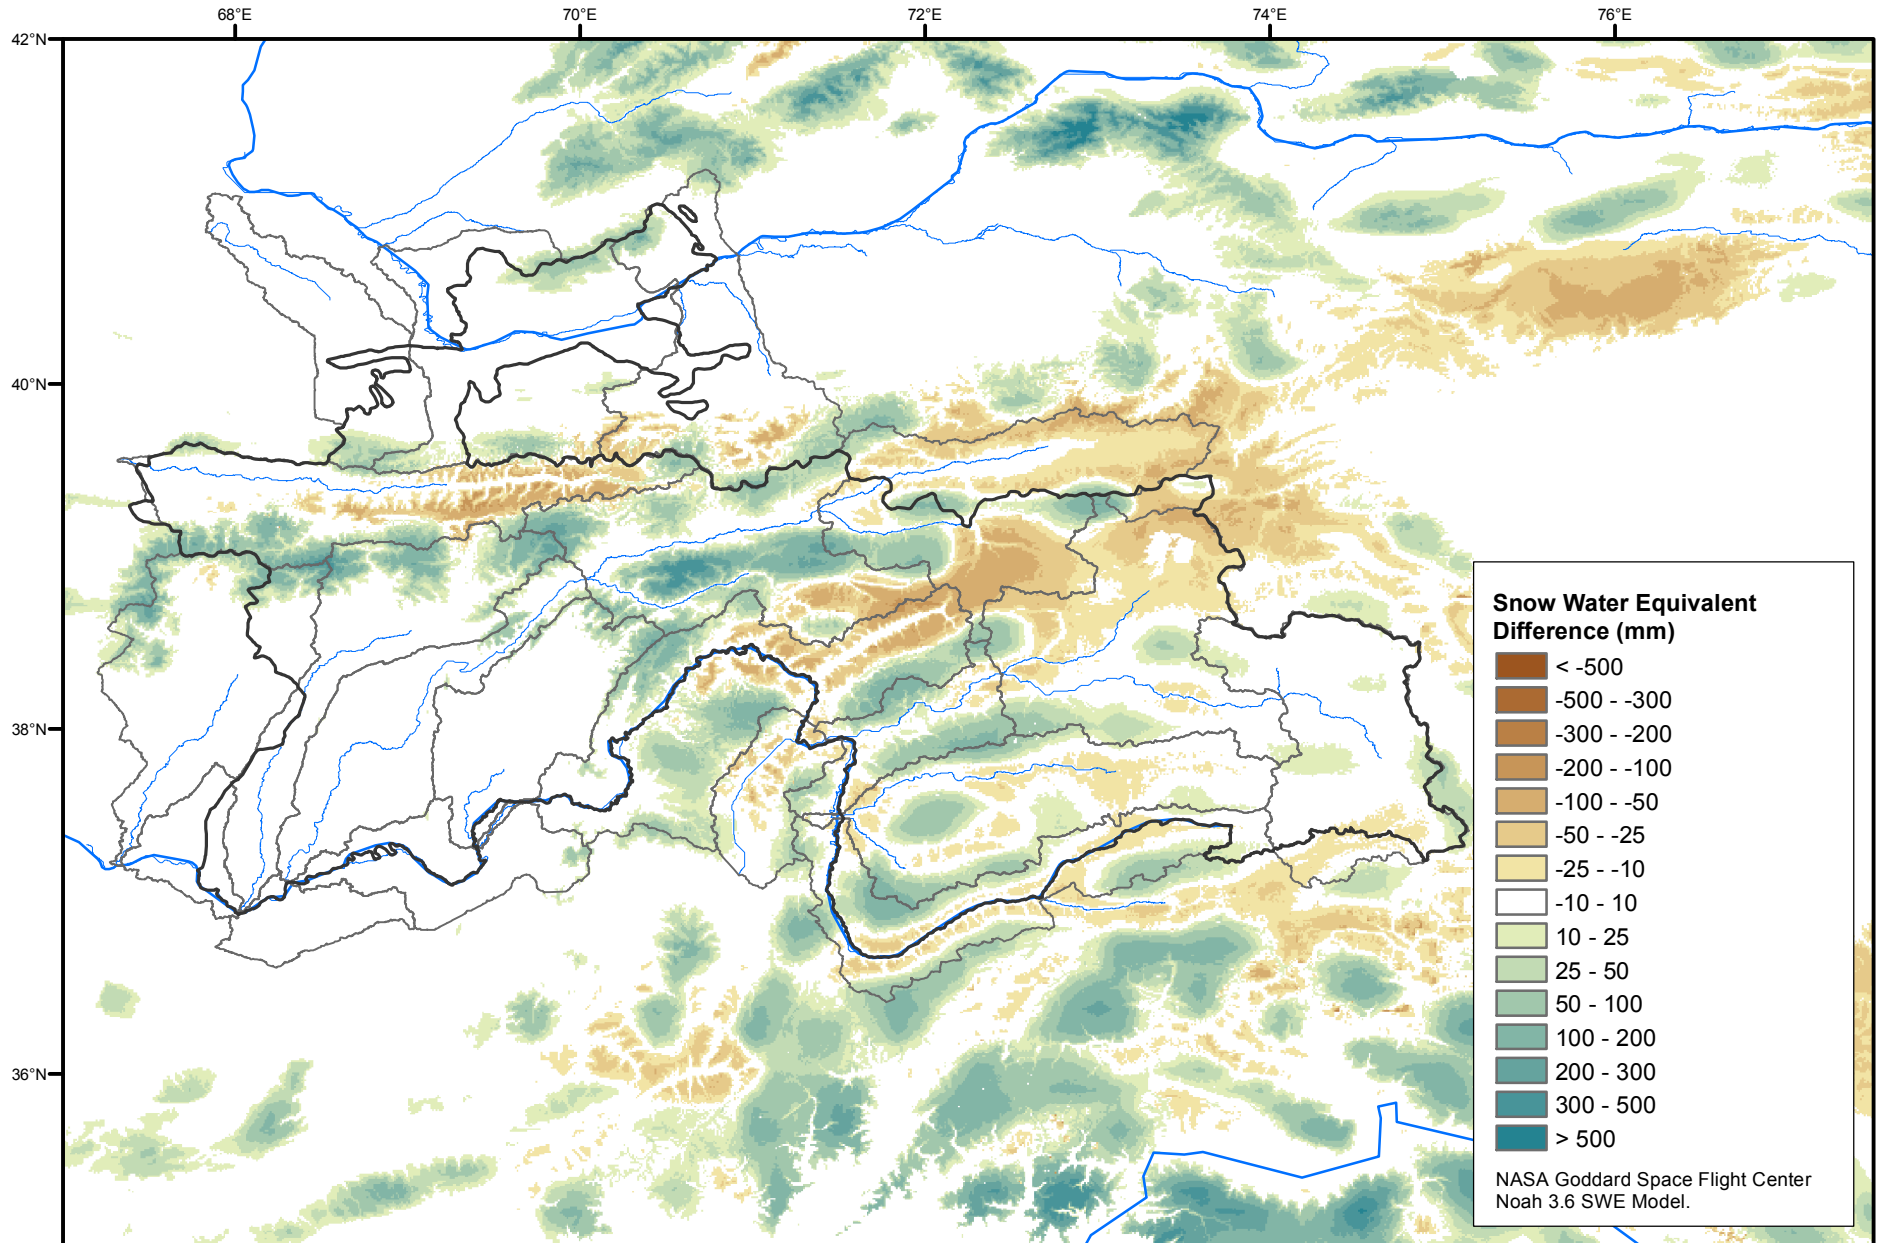 68°E
70°E
72°E
74°E
76°E
42°N
40°N
38°N
36°N
Snow Water Equivalent
Difference (mm)
< -500
-500 - -300
-300 - -200
-200 - -100
-100 - -50
-50 - -25
-25 - -10
-10 - 10
10 - 25
25 - 50
50 - 100
100 - 200
200 - 300
300 - 500
> 500
NASA Goddard Space Flight Center
Noah 3.6 SWE Model.